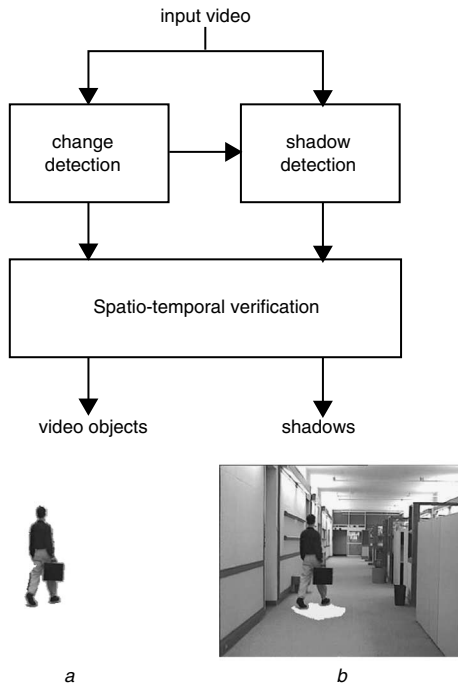 input video
change
detection
shadow
detection
Spatio-temporal verification
video objects
shadows
a
b